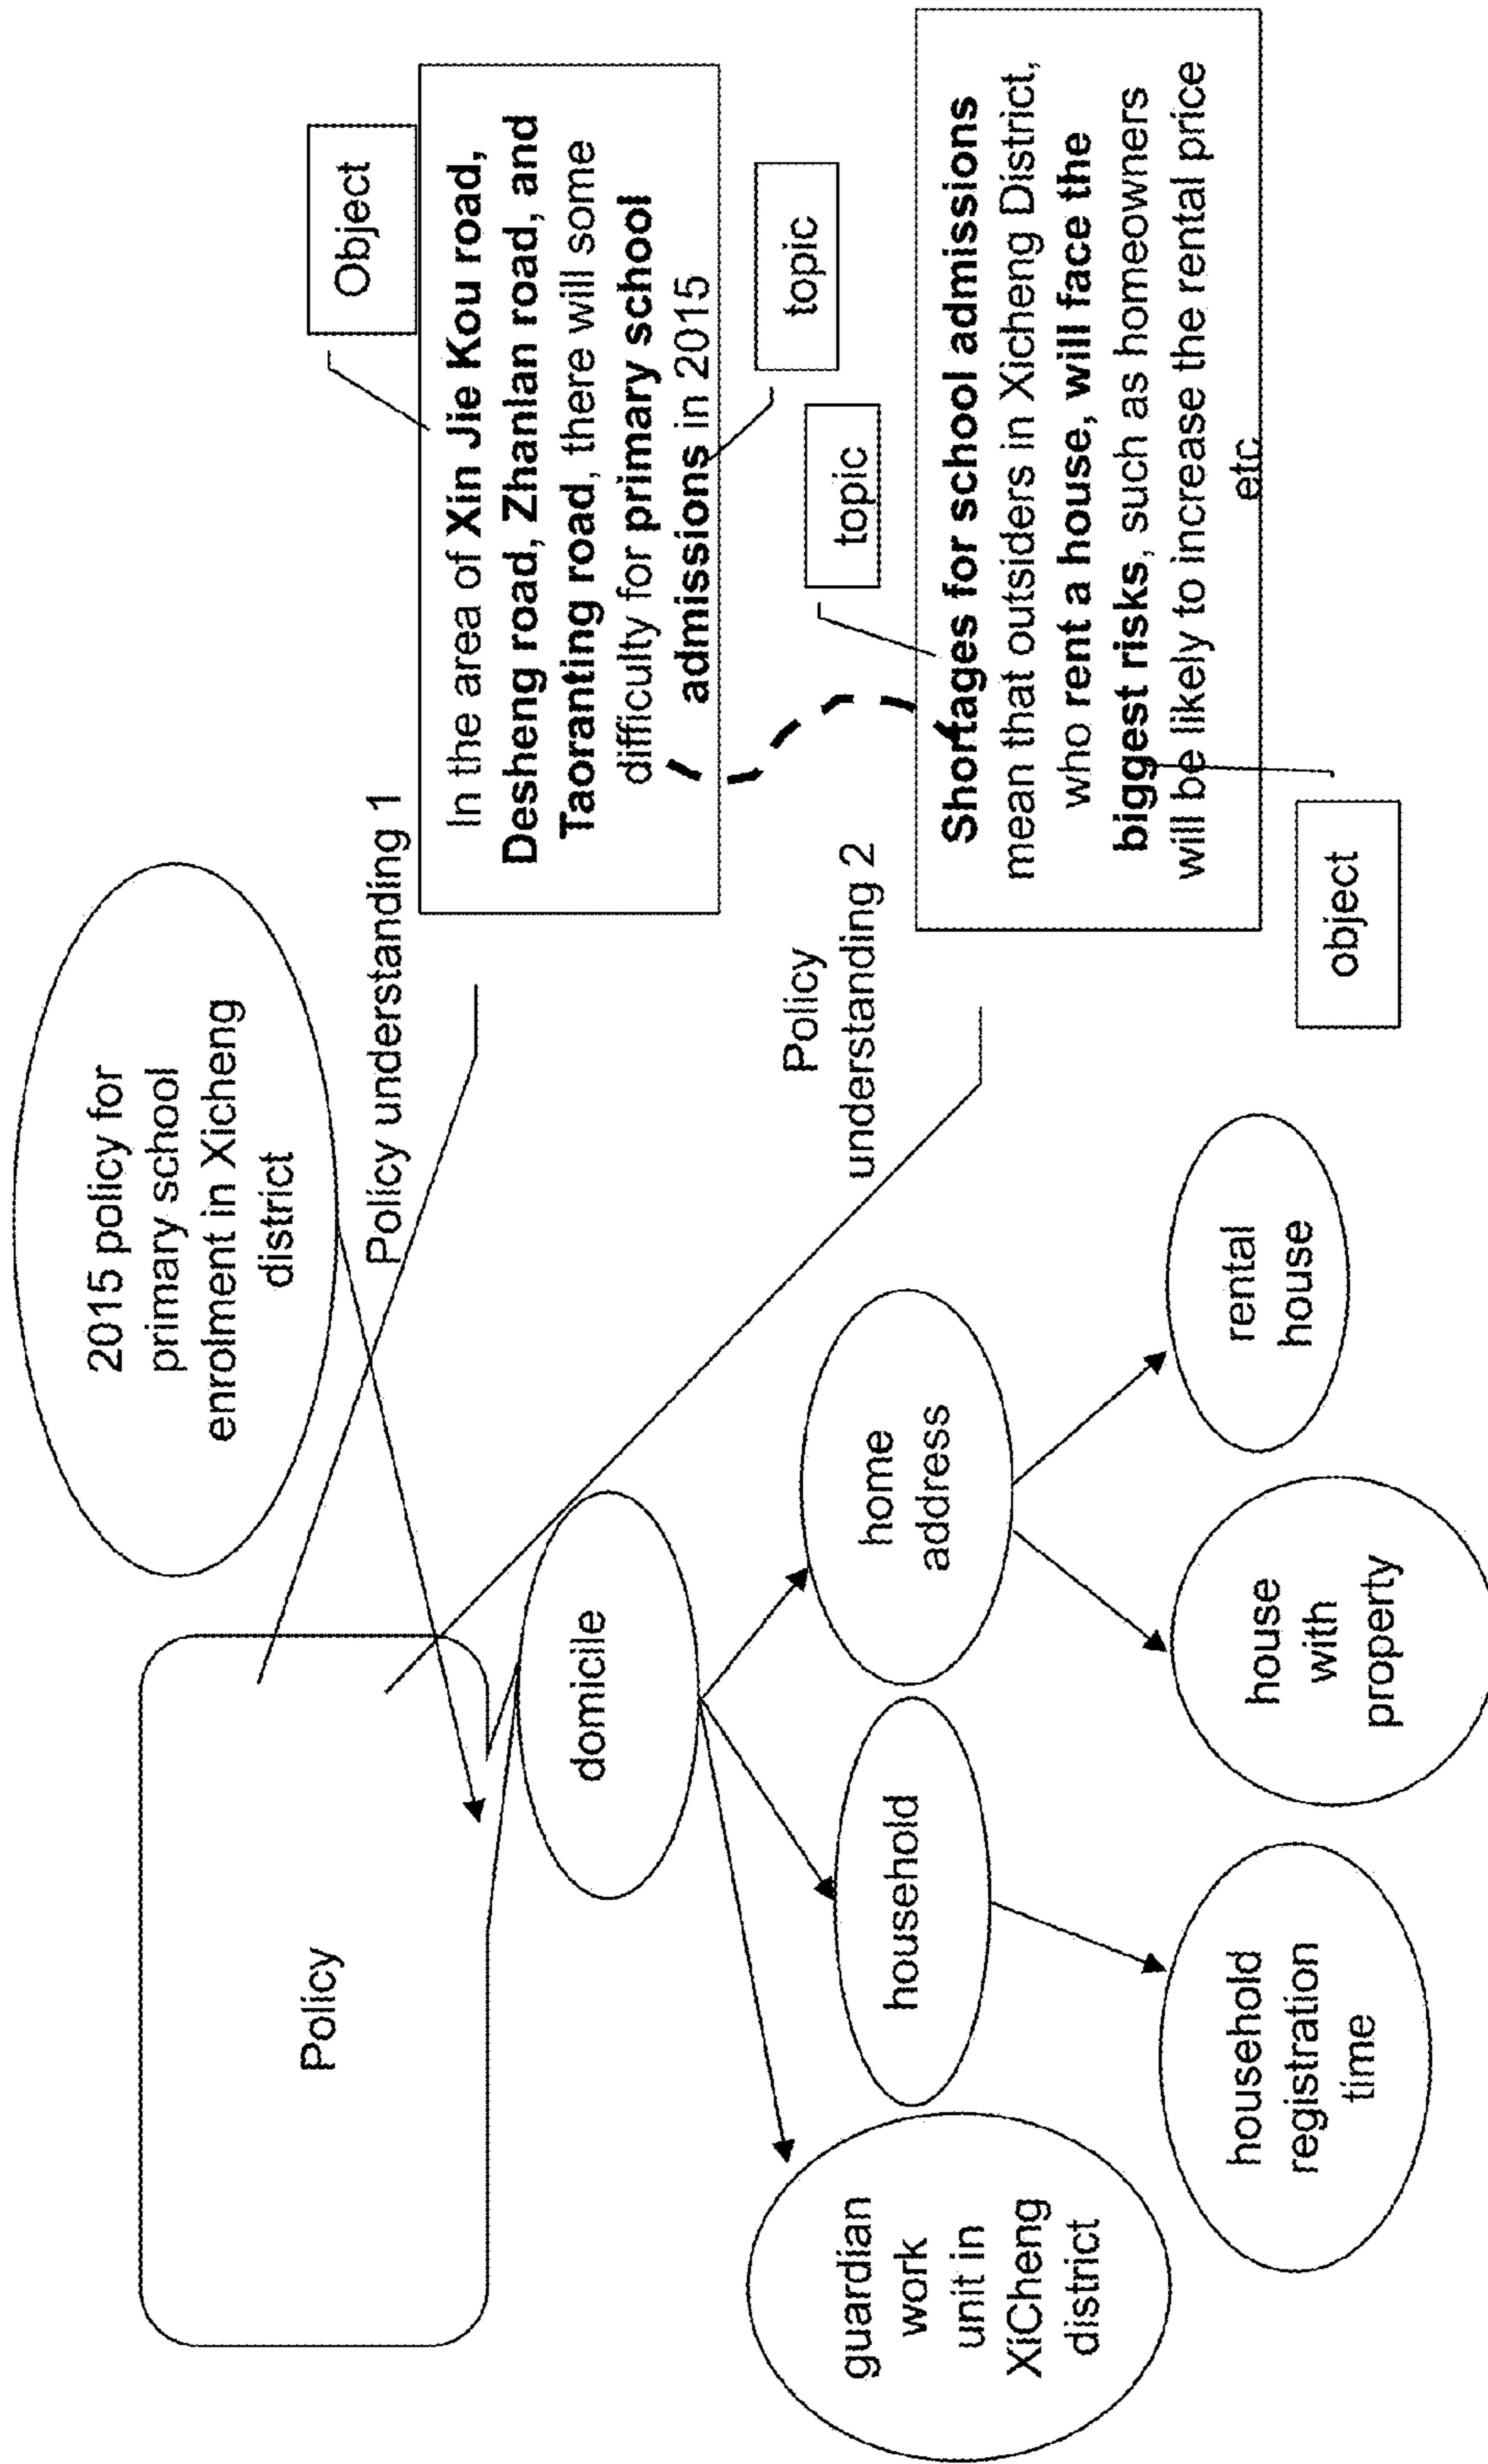 2015 policy for
primary school
enrolment in Xicheng
district
Policy
Policy understanding 1
Object
In the area of Xin Jie Kou road,
Desheng road, Zhanlan road, and
Taoranting road, there will some
difficulty for primary school
admissions in 2015
topic
domicile
Policy
understanding 2
topic
Shortages for school admissions
mean that outsiders in Xicheng District,
who rent a house, will face the
biggest risks, such as homeowners
will be likely to increase the rental price
etc
object
guardian
work
unit in
XiCheng
district
household
home
address
household
registration
time
house
with
property
rental
house